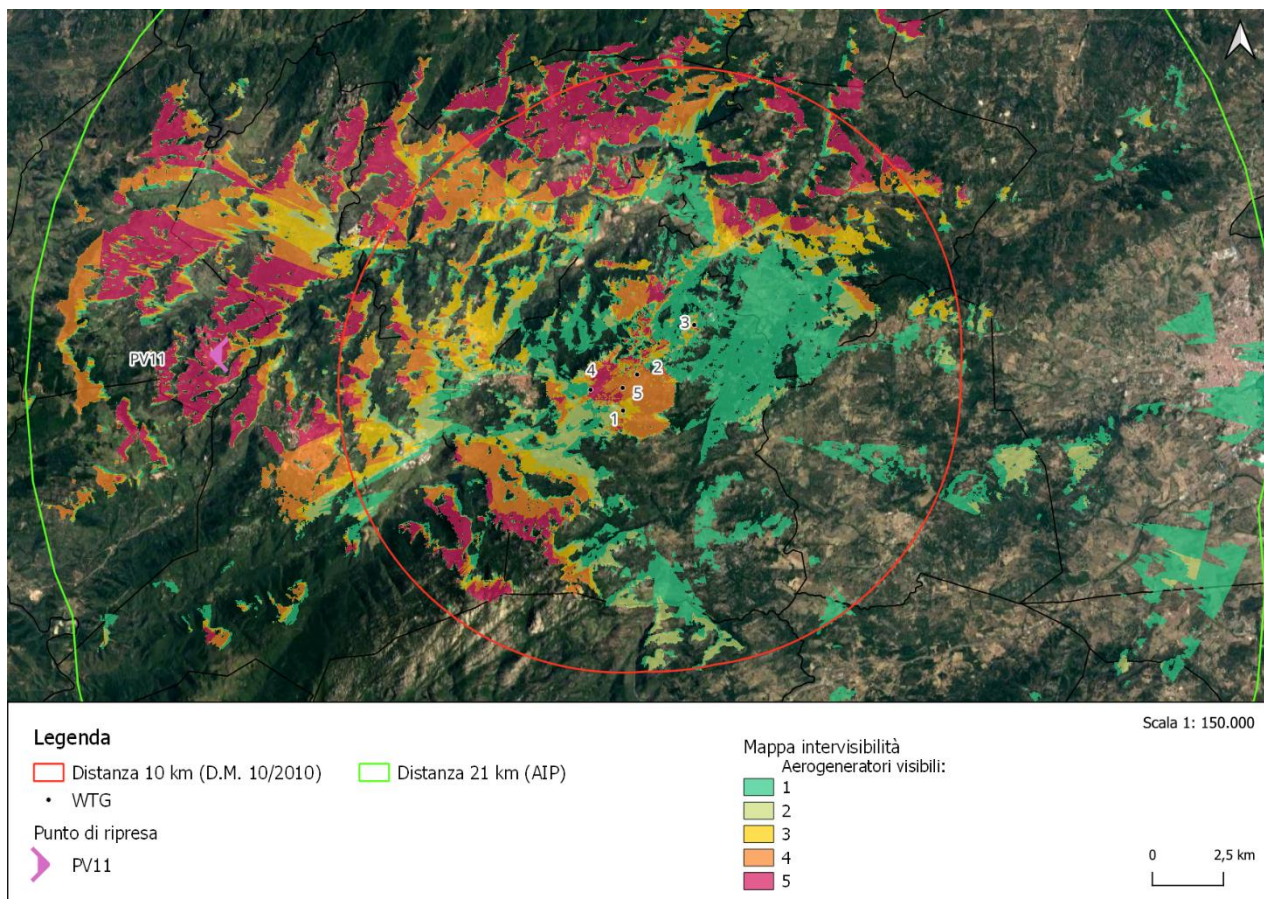 3
PV11
4
2
5
1
Scala 1: 150.000
Legenda
Distanza 10 km (D.M. 10/2010)
Distanza 21 km (AIP)
WTG
Punto di ripresa
PV11
Mappa intervisibilità
Aerogeneratori visibili:
1
2
3
4
5
0 2,5 km